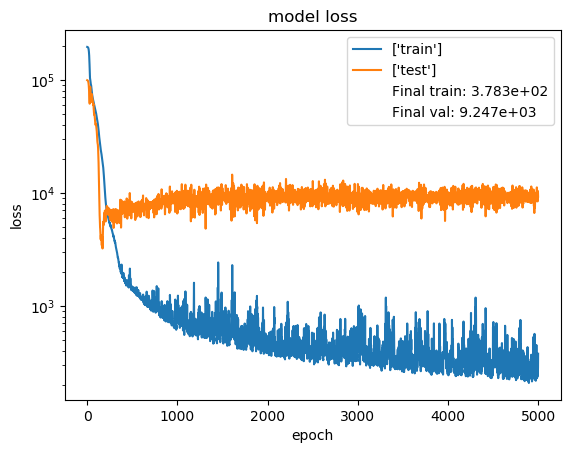 model loss
['train']
['test']
Final train: 3.783e+02
Final val: 9.247e+03
loss
10^5
10^4
10^3
0 1000 2000 3000 4000 5000
epoch